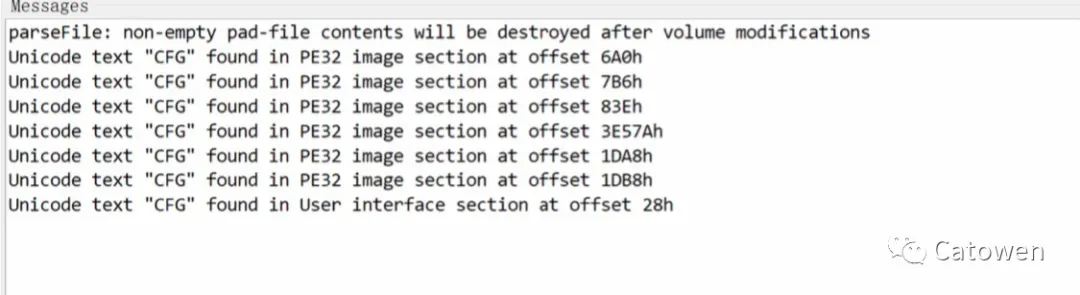 Messages
parseFile: non-empty pad-file contents will be destroyed after volume modifications
Unicode text "CFG" found in PE32 image section at offset 6A0h
Unicode text "CFG" found in PE32 image section at offset 7B6h
Unicode text "CFG" found in PE32 image section at offset 83Eh
Unicode text "CFG" found in PE32 image section at offset 3E57Ah
Unicode text "CFG" found in PE32 image section at offset 1DA8h
Unicode text "CFG" found in PE32 image section at offset 1DB8h
Unicode text "CFG" found in User interface section at offset 28h
Catowen